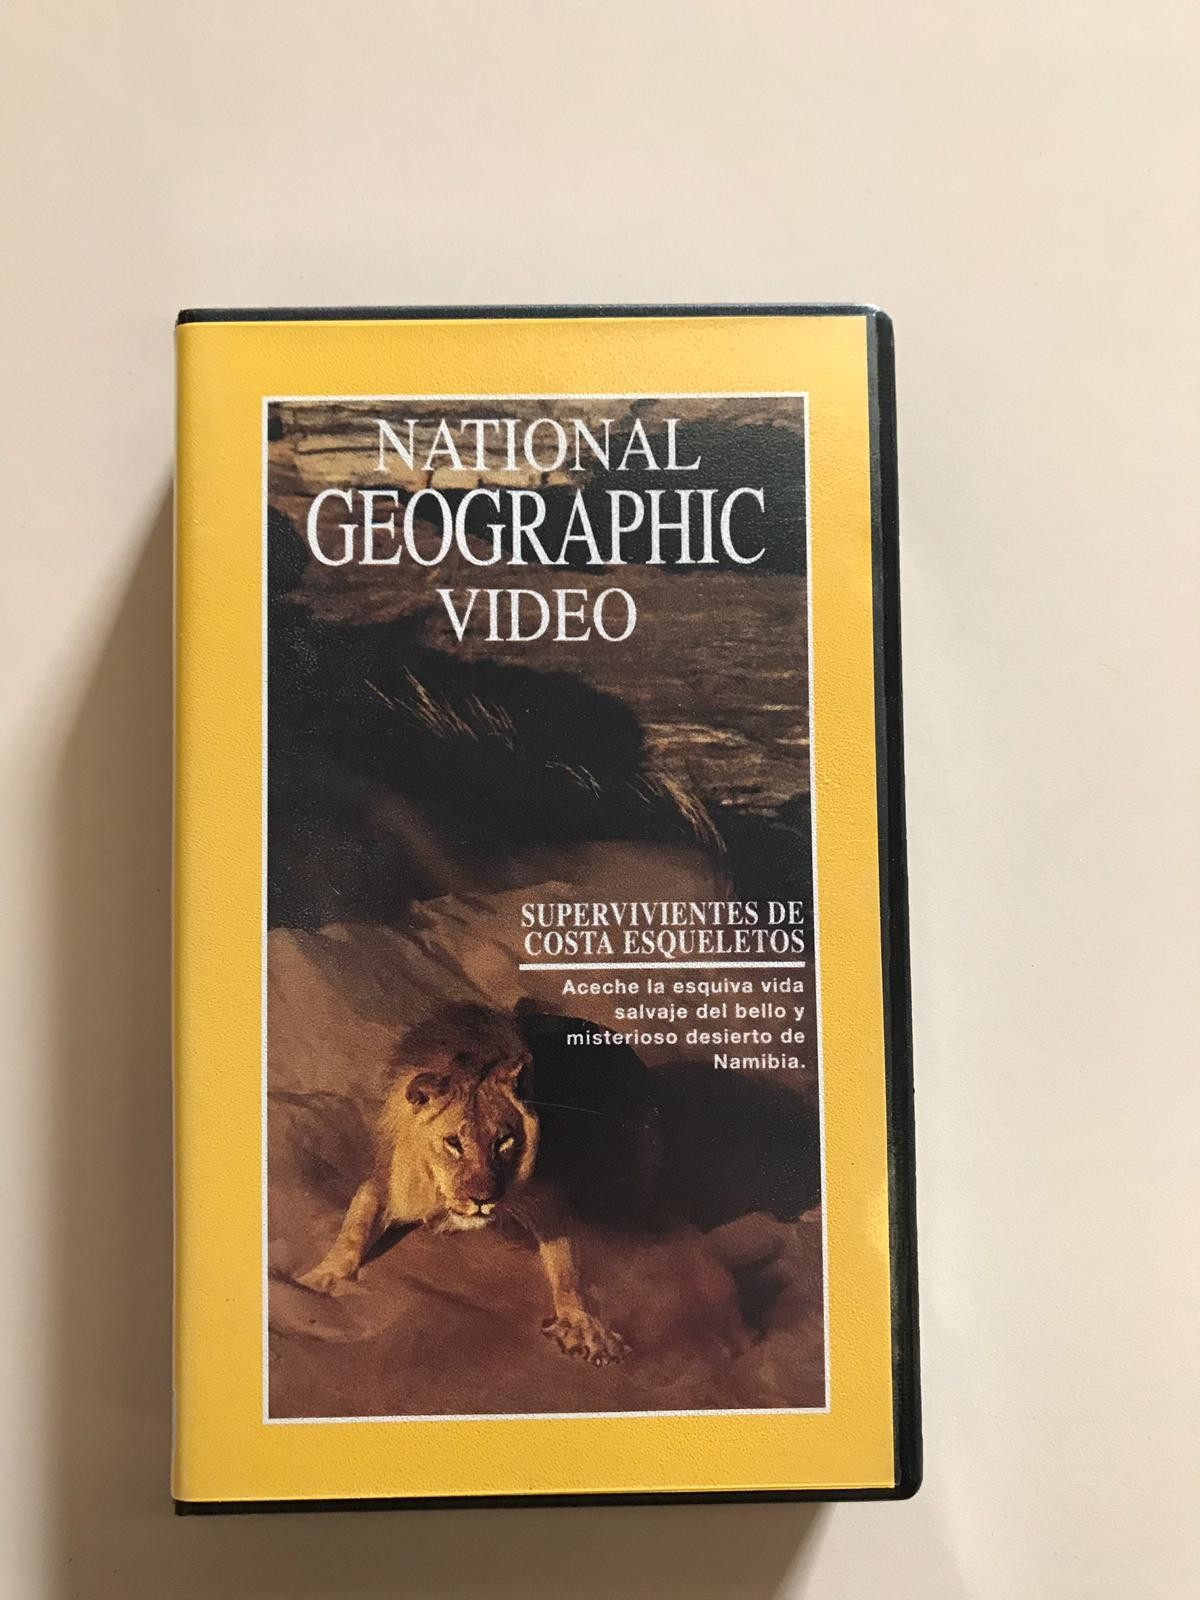 NATIONAL
GEOGRAPHIC
VIDEO
SUPERVIVIENTES DE
COSTA ESQUELETOS
Aceche la esquiva vida
salvaje del bello y
misterioso desierto de
Namibia.